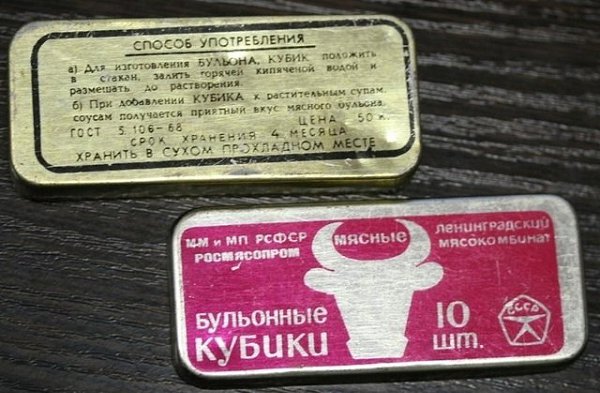 СПОСОБ УПОТРЕБЛЕНИЯ
а) Для изготовления БУЛЬОНА, КУБИК положить
в стакан, залить горячей кипяченой водой и
размешать до растворения.
б) При добавлении КУБИКА к растительным супам,
соусам получается приятный вкус мясного бульона.
ГОСТ 5.106-68 ЦЕНА 50 к.
СРОК ХРАНЕНИЯ 4 МЕСЯЦА
ХРАНИТЬ В СУХОМ ПРОХЛАДНОМ МЕСТЕ
ММ и МП РСФСР
РОСМЯСОПРОМ
МЯСНЫЕ
ЛЕНИНГРАДСКИЙ
МЯСОКОМБИНАТ
БУЛЬОННЫЕ
КУБИКИ
10
шт.
СССР